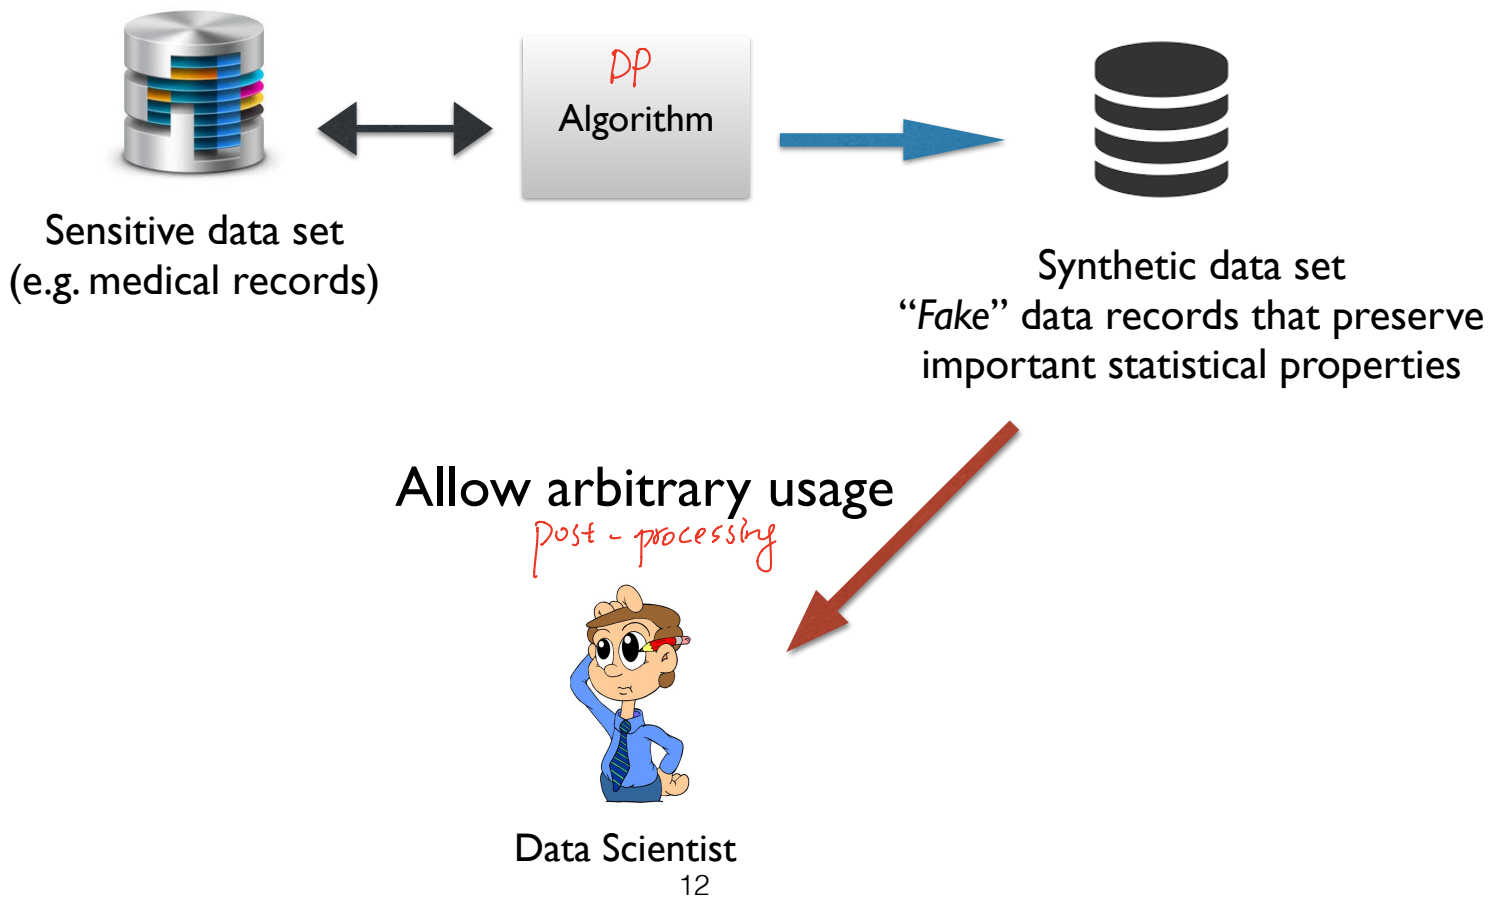 DP
Algorithm
Sensitive data set
(e.g. medical records)
Synthetic data set
“Fake” data records that preserve
important statistical properties
Allow arbitrary usage
post-processing
Data Scientist
12